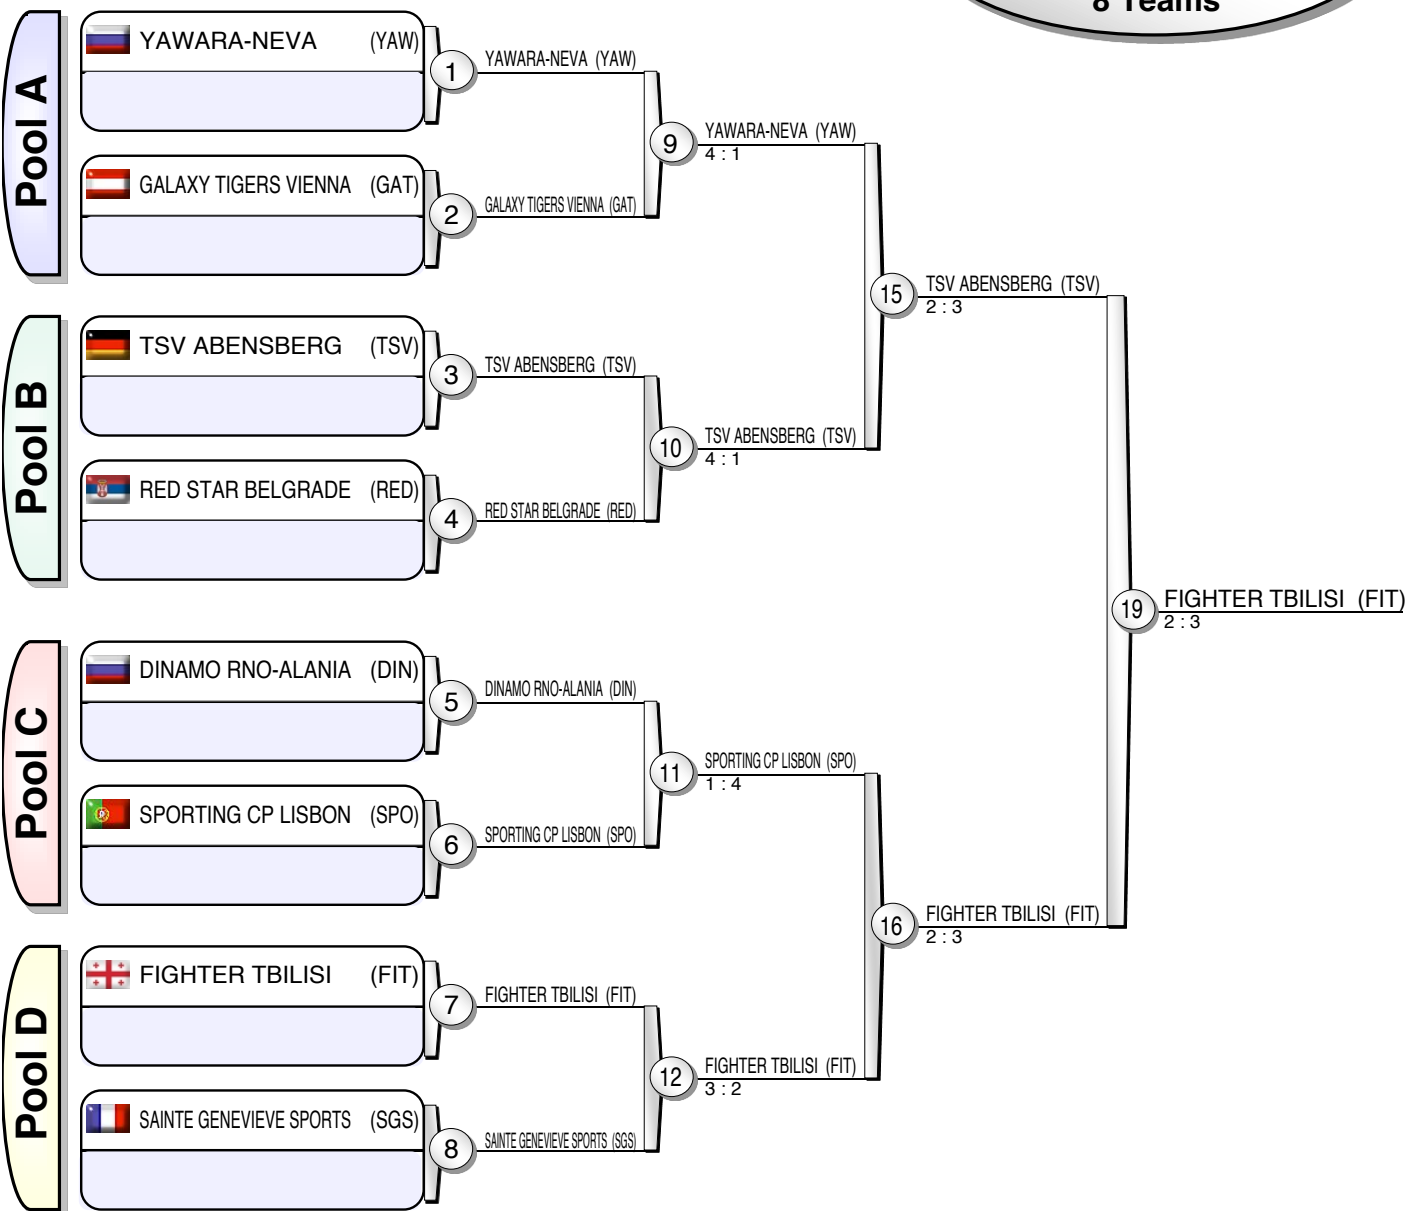 8 Teams
Pool A
YAWARA-NEVA (YAW)
1
YAWARA-NEVA (YAW)
9
YAWARA-NEVA (YAW)
4 : 1
GALAXY TIGERS VIENNA (GAT)
2
GALAXY TIGERS VIENNA (GAT)
15
TSV ABENSBERG (TSV)
2 : 3
Pool B
TSV ABENSBERG (TSV)
3
TSV ABENSBERG (TSV)
10
TSV ABENSBERG (TSV)
4 : 1
RED STAR BELGRADE (RED)
4
RED STAR BELGRADE (RED)
19
FIGHTER TBILISI (FIT)
2 : 3
Pool C
DINAMO RNO-ALANIA (DIN)
5
DINAMO RNO-ALANIA (DIN)
11
SPORTING CP LISBON (SPO)
1 : 4
SPORTING CP LISBON (SPO)
6
SPORTING CP LISBON (SPO)
16
FIGHTER TBILISI (FIT)
2 : 3
Pool D
FIGHTER TBILISI (FIT)
7
FIGHTER TBILISI (FIT)
12
FIGHTER TBILISI (FIT)
3 : 2
SAINTE GENEVIEVE SPORTS (SGS)
8
SAINTE GENEVIEVE SPORTS (SGS)